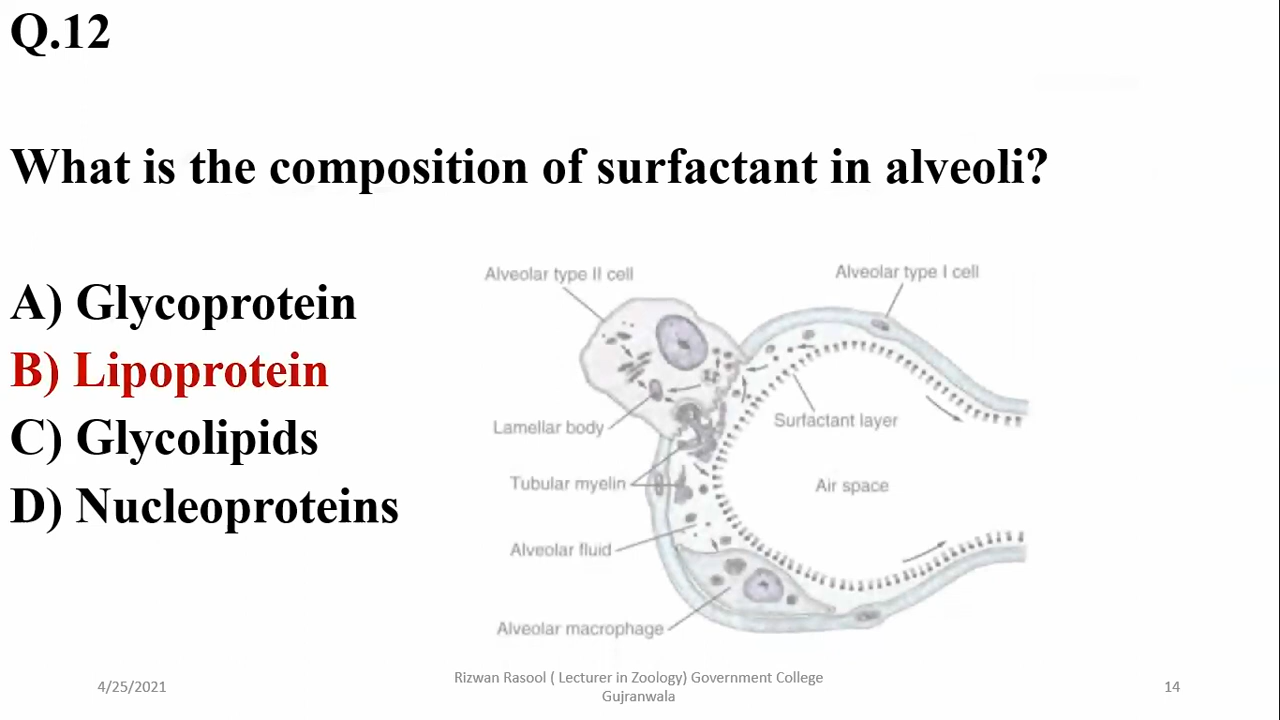 Q.12
What is the composition of surfactant in alveoli?
A) Glycoprotein
B) Lipoprotein
C) Glycolipids
D) Nucleoproteins
Alveolar type II cell
Alveolar type I cell
Lamellar body
Surfactant layer
Tubular myelin
Air space
Alveolar fluid
Alveolar macrophage
4/25/2021
Rizwan Rasool ( Lecturer in Zoology) Government College
Gujranwala
14